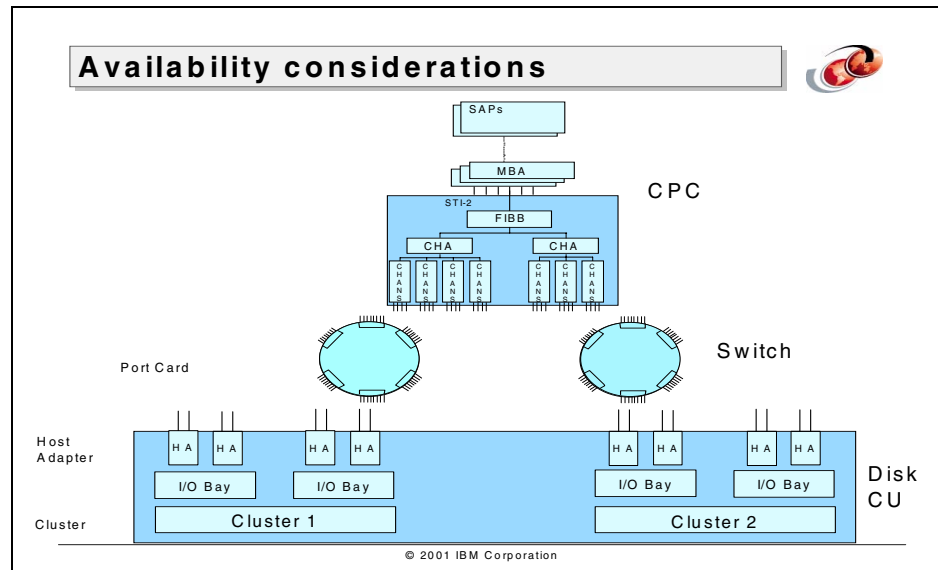 Availability considerations
SAPs
MBA
CPC
STI-2
FIBB
CHA CHA
CHANS CHANS CHANS CHANS CHANS CHANS CHANS
Switch
Port Card
Host
Adapter
HA HA HA HA HA HA HA HA
I/O Bay I/O Bay I/O Bay I/O Bay
Disk
CU
Cluster
Cluster 1 Cluster 2
© 2001 IBM Corporation